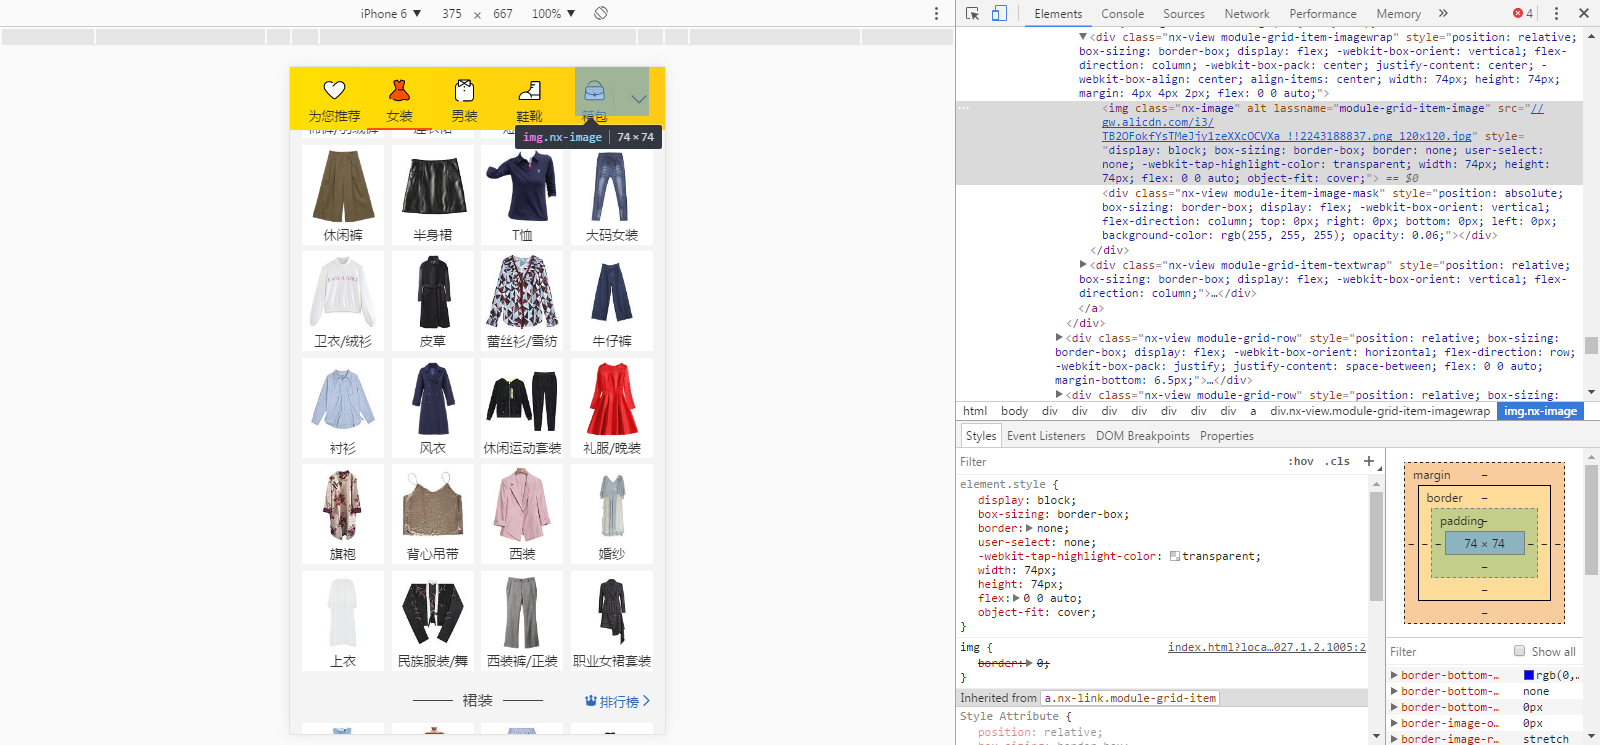 iPhone 6 ▼ 375 x 667 100% ▼
Elements Console Sources Network Performance Memory » 4
为您推荐 女装 男装 鞋靴 箱包
img.nx-image 74×74
休闲裤 半身裙 T恤 大码女装
卫衣/绒衫 皮草 蕾丝衫/雪纺 牛仔裤
衬衫 风衣 休闲运动套装 礼服/晚装
旗袍 背心吊带 西装 婚纱
上衣 民族服装/舞 西装裤/正装 职业女裙套装
裙装 排行榜
▼<div class="nx-view module-grid-item-imagewrap" style="position: relative;
box-sizing: border-box; display: flex; -webkit-box-orient: vertical; flex-
direction: column; -webkit-box-pack: center; justify-content: center; -
webkit-box-align: center; align-items: center; width: 74px; height: 74px;
margin: 4px 4px 2px; flex: 0 0 auto;">
<img class="nx-image" alt lassname="module-grid-item-image" src="//
gw.alicdn.com/i3/
TB2OFokfYsTMeJjy1zeXXcOCVXa_!!2243188837.png_120x120.jpg" style=
"display: block; box-sizing: border-box; border: none; user-select:
none; -webkit-tap-highlight-color: transparent; width: 74px; height:
74px; flex: 0 0 auto; object-fit: cover;"> == $0
<div class="nx-view module-item-image-mask" style="position: absolute;
box-sizing: border-box; display: flex; -webkit-box-orient: vertical;
flex-direction: column; top: 0px; right: 0px; bottom: 0px; left: 0px;
background-color: rgb(255, 255, 255); opacity: 0.06;"></div>
</div>
▶<div class="nx-view module-grid-item-textwrap" style="position: relative;
box-sizing: border-box; display: flex; -webkit-box-orient: vertical; flex-
direction: column;">…</div>
</a>
</div>
▶<div class="nx-view module-grid-row" style="position: relative; box-sizing:
border-box; display: flex; -webkit-box-orient: horizontal; flex-direction: row;
-webkit-box-pack: justify; justify-content: space-between; flex: 0 0 auto;
margin-bottom: 6.5px;">…</div>
▶<div class="nx-view module-grid-row" style="position: relative; box-sizing:
html body div div div div div div div a div.nx-view.module-grid-item-imagewrap img.nx-image
Styles Event Listeners DOM Breakpoints Properties
Filter :hov .cls +
element.style {
display: block;
box-sizing: border-box;
border:▶ none;
user-select: none;
-webkit-tap-highlight-color: transparent;
width: 74px;
height: 74px;
flex:▶ 0 0 auto;
object-fit: cover;
}
img { index.html?loca…027.1.2.1005:2
border:▶ 0;
}
Inherited from a.nx-link.module-grid-item
Style Attribute {
position: relative;
margin –
border –
padding –
– – – 74 × 74 – – –
–
–
–
Filter Show all
▶ border-bottom-… rgb(0,…
▶ border-bottom-… none
▶ border-bottom-… 0px
▶ border-image-o… 0px
▶ border-image-r… stretch